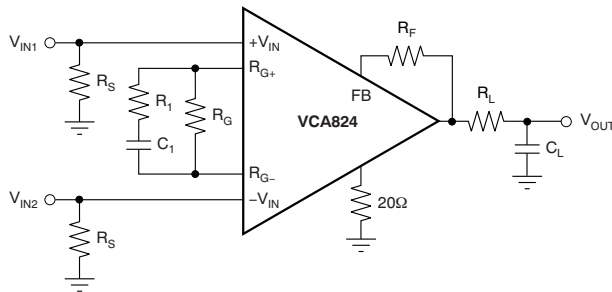 V_IN1
+V_IN
R_F
R_S
R_G+
R_1
R_G
FB
R_L
VCA824
V_OUT
C_1
C_L
R_G−
V_IN2
−V_IN
20Ω
R_S